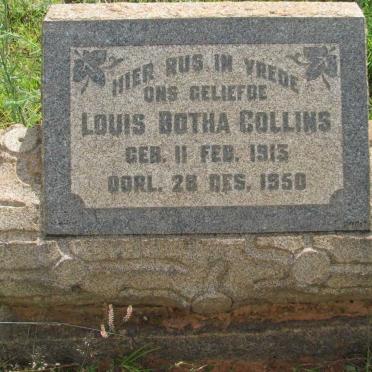 HIER RUS IN VREDE
ONS GELIEFDE
LOUIS BOTHA COLLINS
GEB. 11 FEB. 1913
OORL. 28 DES. 1950